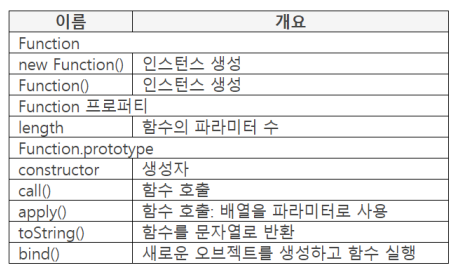 이름 개요
Function
new Function() 인스턴스 생성
Function() 인스턴스 생성
Function 프로퍼티
length 함수의 파라미터 수
Function.prototype
constructor 생성자
call() 함수 호출
apply() 함수 호출: 배열을 파라미터로 사용
toString() 함수를 문자열로 반환
bind() 새로운 오브젝트를 생성하고 함수 실행